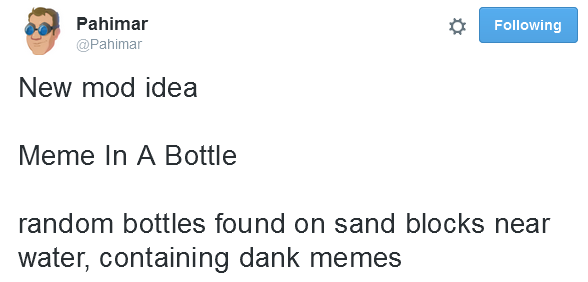 Pahimar
@Pahimar
Following
New mod idea
Meme In A Bottle
random bottles found on sand blocks near
water, containing dank memes